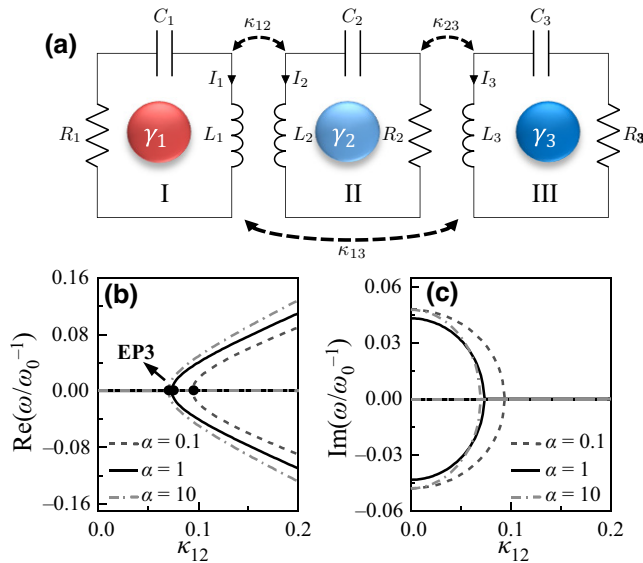 (a)
C₁ κ₁₂ C₂ κ₂₃ C₃
R₁ γ₁ I₁ L₁ I₂ L₂ γ₂ R₂ I₃ L₃ γ₃ R₃
I II III
κ₁₃
(b)
Re(ω/ω₀⁻¹)
0.16
0.08
0.00
−0.08
−0.16
EP3
α = 0.1
α = 1
α = 10
0.0 0.1 0.2
κ₁₂
(c)
Im(ω/ω₀⁻¹)
0.06
0.03
0.00
−0.03
−0.06
α = 0.1
α = 1
α = 10
0.0 0.1 0.2
κ₁₂